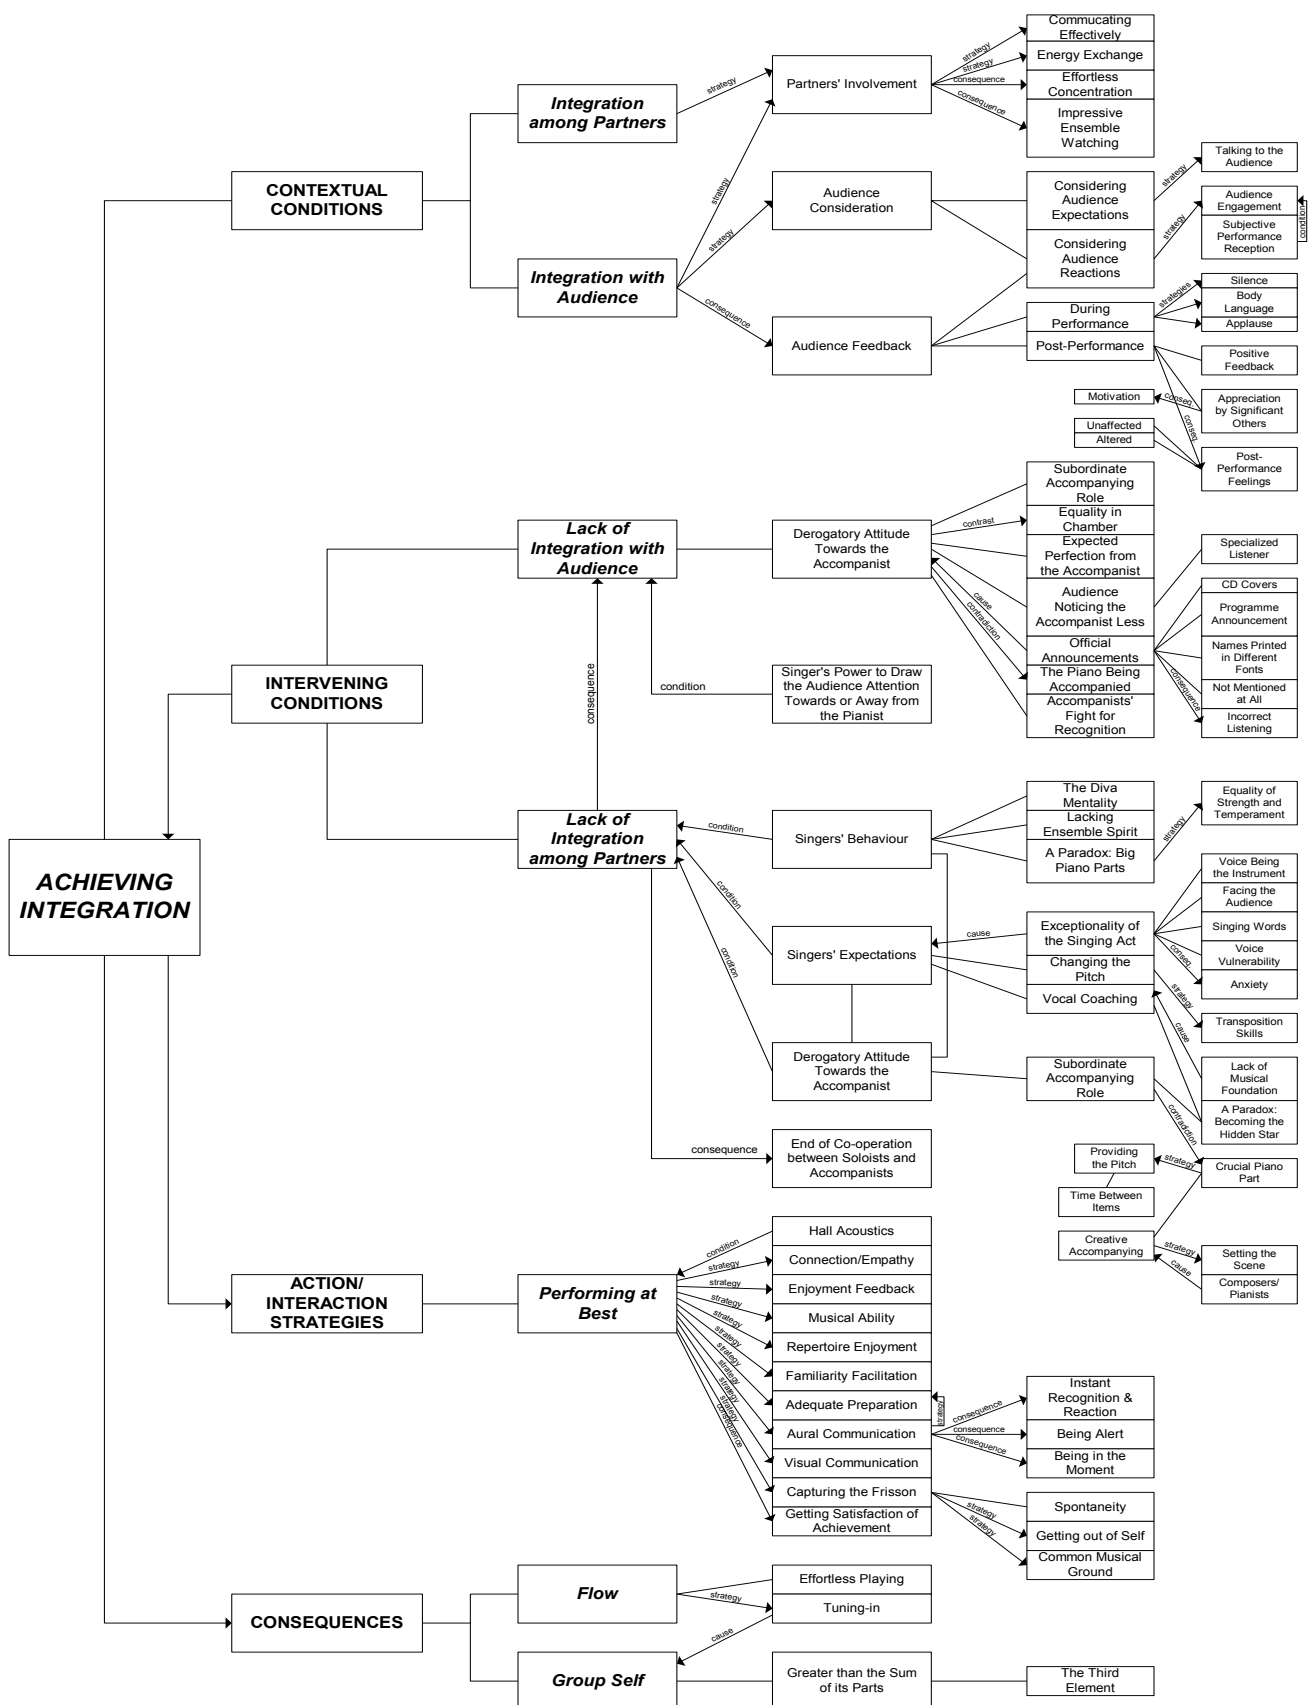 Commucating
Effectively
Energy Exchange
Effortless
Concentration
Impressive
Ensemble
Watching
strategy
strategy
consequence
consequence
Partners' Involvement
strategy
Integration
among Partners
Talking to the
Audience
strategy
CONTEXTUAL
CONDITIONS
Audience
Consideration
Considering
Audience
Expectations
Considering
Audience
Reactions
Audience
Engagement
Subjective
Performance
Reception
condition
strategy
strategy
strategy
Integration with
Audience
consequence
Audience Feedback
During
Performance
Post-Performance
strategies
Silence
Body
Language
Applause
Positive
Feedback
Motivation
conseq
Appreciation
by Significant
Others
Unaffected
Altered
conseq
Post-
Performance
Feelings
Lack of
Integration with
Audience
Derogatory Attitude
Towards the
Accompanist
Subordinate
Accompanying
Role
contrast
Equality in
Chamber
Expected
Perfection from
the Accompanist
Audience
Noticing the
Accompanist Less
cause
contradiction
Official
Announcements
The Piano Being
Accompanied
Accompanists'
Fight for
Recognition
Specialized
Listener
CD Covers
Programme
Announcement
Names Printed
in Different
Fonts
Not Mentioned
at All
Incorrect
Listening
consequence
INTERVENING
CONDITIONS
consequence
condition
Singer's Power to Draw
the Audience Attention
Towards or Away from
the Pianist
Lack of
Integration
among Partners
condition
Singers' Behaviour
The Diva
Mentality
Lacking
Ensemble Spirit
A Paradox: Big
Piano Parts
strategy
Equality of
Strength and
Temperament
ACHIEVING
INTEGRATION
condition
Singers' Expectations
cause
Exceptionality of
the Singing Act
Changing the
Pitch
Vocal Coaching
Voice Being
the Instrument
Facing the
Audience
Singing Words
Voice
Vulnerability
Anxiety
conseq
strategy
Transposition
Skills
cause
condition
Derogatory Attitude
Towards the
Accompanist
Subordinate
Accompanying
Role
Lack of
Musical
Foundation
A Paradox:
Becoming the
Hidden Star
contradiction
consequence
End of Co-operation
between Soloists and
Accompanists
Providing
the Pitch
strategy
Crucial Piano
Part
Time Between
Items
Creative
Accompanying
strategy
cause
Setting the
Scene
Composers/
Pianists
ACTION/
INTERACTION
STRATEGIES
Performing at
Best
condition
strategy
strategy
strategy
strategy
strategy
strategy
strategy
strategy
strategy
consequence
Hall Acoustics
Connection/Empathy
Enjoyment Feedback
Musical Ability
Repertoire Enjoyment
Familiarity Facilitation
Adequate Preparation
Aural Communication
Visual Communication
Capturing the Frisson
Getting Satisfaction of
Achievement
strategy
consequence
consequence
consequence
Instant
Recognition &
Reaction
Being Alert
Being in the
Moment
strategy
strategy
Spontaneity
Getting out of Self
Common Musical
Ground
CONSEQUENCES
Flow
strategy
Effortless Playing
Tuning-in
cause
Group Self
Greater than the Sum
of its Parts
The Third
Element